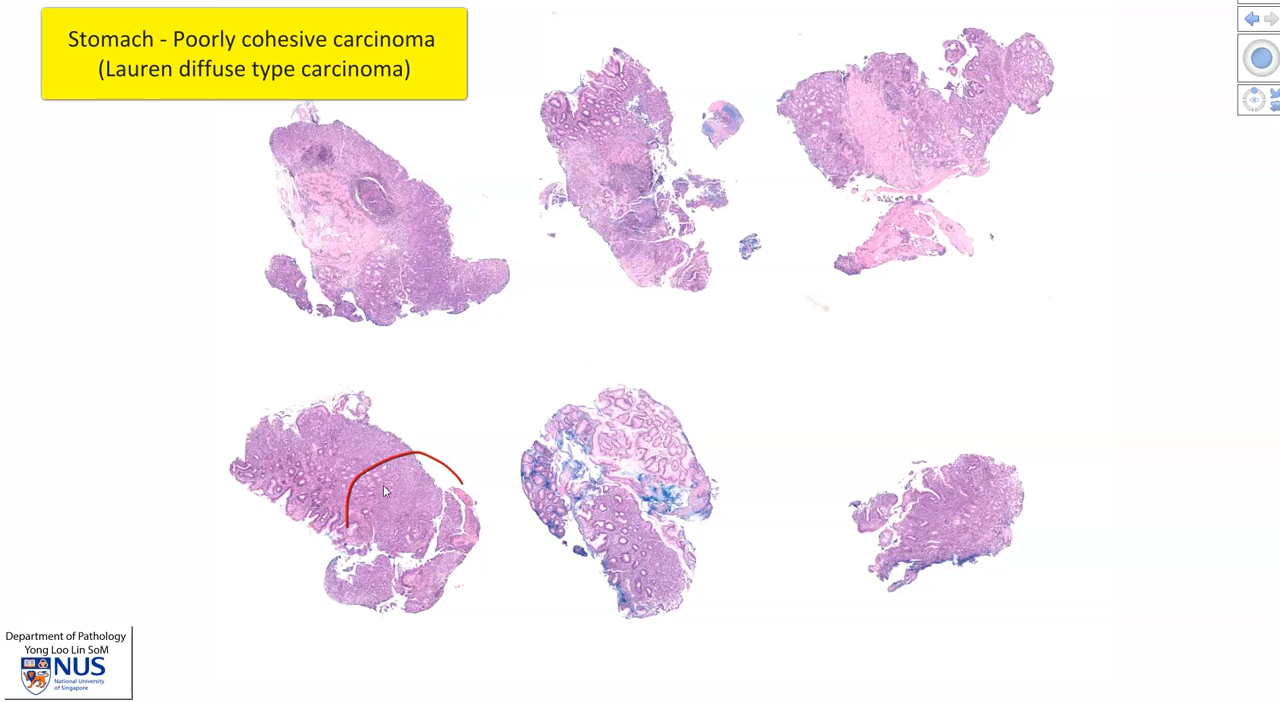 Stomach - Poorly cohesive carcinoma
(Lauren diffuse type carcinoma)
Department of Pathology
Yong Loo Lin SoM
NUS
National University
of Singapore